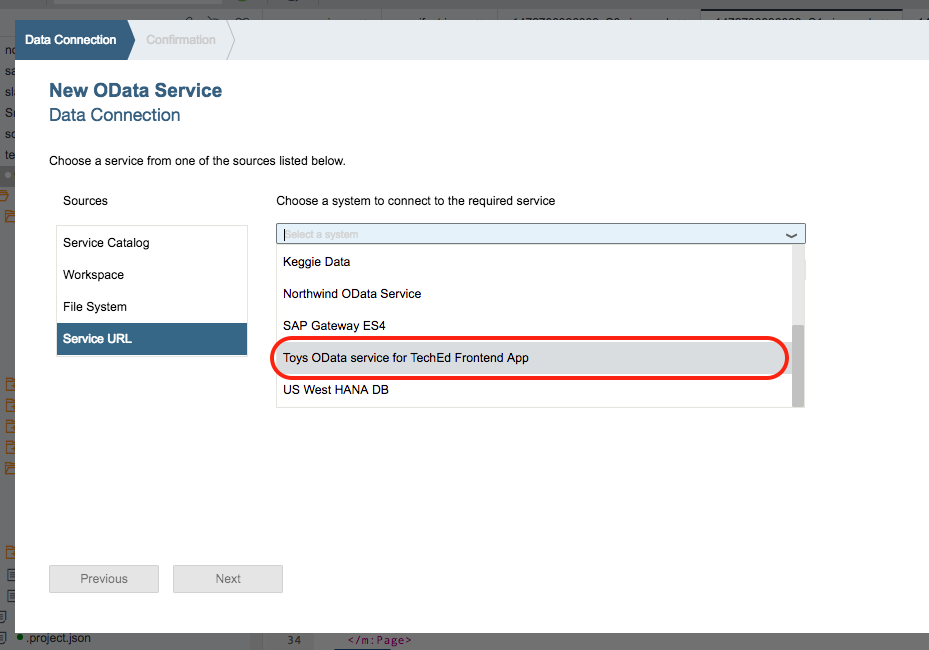 Data Connection
Confirmation
New OData Service
Data Connection
Choose a service from one of the sources listed below.
Sources
Choose a system to connect to the required service
Service Catalog
Workspace
File System
Service URL
Select a system
Keggie Data
Northwind OData Service
SAP Gateway ES4
Toys OData service for TechEd Frontend App
US West HANA DB
Previous
Next
.project.json
34
</m:Page>